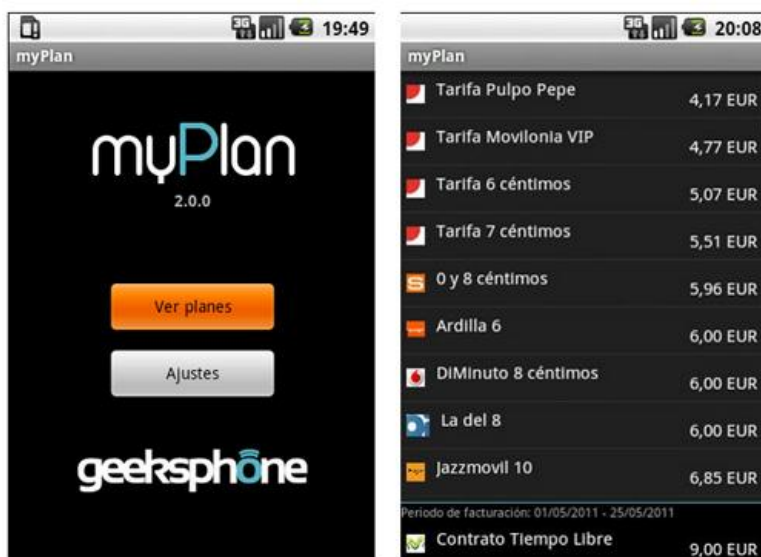 19:49
myPlan
myPlan
2.0.0
Ver planes
Ajustes
geeksphone
3G
20:08
myPlan
Tarifa Pulpo Pepe 4,17 EUR
Tarifa Movilonia VIP 4,77 EUR
Tarifa 6 céntimos 5,07 EUR
Tarifa 7 céntimos 5,51 EUR
0 y 8 céntimos 5,96 EUR
Ardilla 6 6,00 EUR
DiMinuto 8 céntimos 6,00 EUR
La del 8 6,00 EUR
Jazzmovil 10 6,85 EUR
Periodo de facturación: 01/05/2011 - 25/05/2011
Contrato Tiempo Libre 9,00 EUR